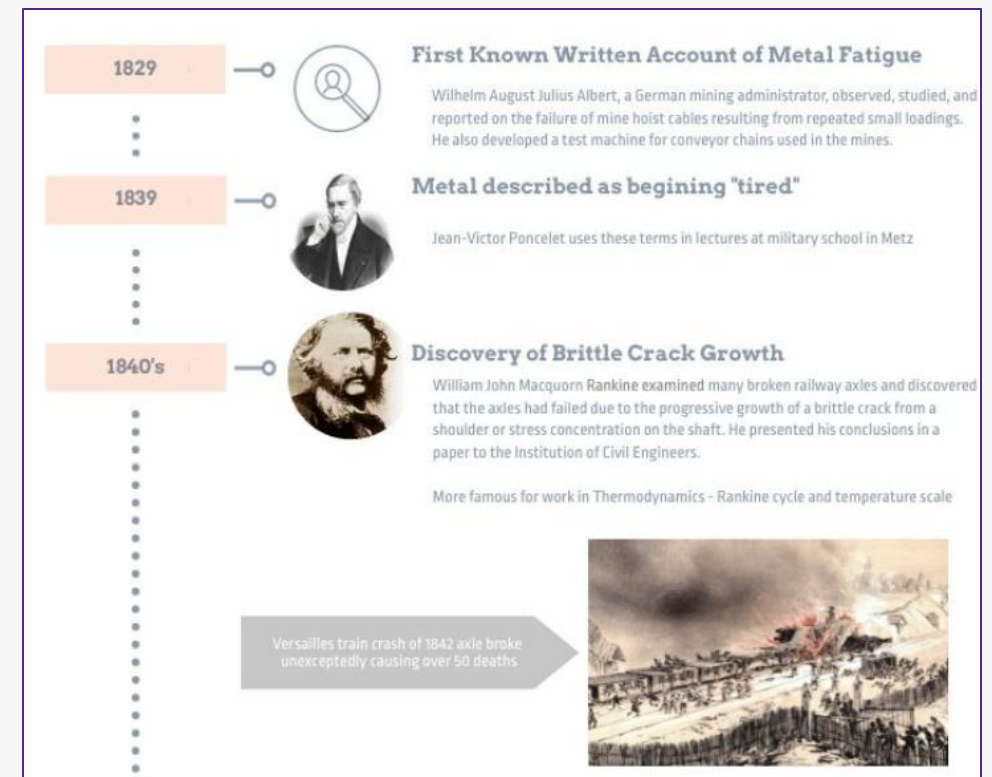 1829
First Known Written Account of Metal Fatigue
Wilhelm August Julius Albert, a German mining administrator, observed, studied, and
reported on the failure of mine hoist cables resulting from repeated small loadings.
He also developed a test machine for conveyor chains used in the mines.
1839
Metal described as begining "tired"
Jean-Victor Poncelet uses these terms in lectures at military school in Metz
1840's
Discovery of Brittle Crack Growth
William John Macquorn Rankine examined many broken railway axles and discovered
that the axles had failed due to the progressive growth of a brittle crack from a
shoulder or stress concentration on the shaft. He presented his conclusions in a
paper to the Institution of Civil Engineers.
More famous for work in Thermodynamics - Rankine cycle and temperature scale
Versailles train crash of 1842 axle broke
unexceptedly causing over 50 deaths